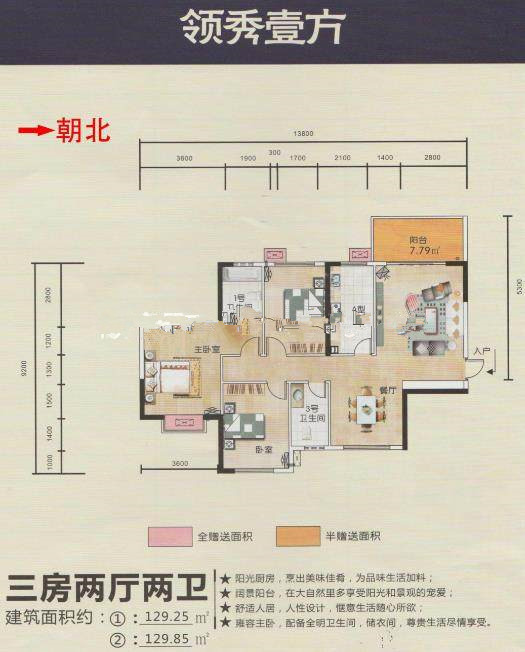 领秀壹方
朝北
13800
300
3600 1900 1700 2100 1400 2800
阳台
7.79㎡
5300
9200
2800
1200
1300
1500
1400
1000
1号
卫生间
A型
主卧室
入户
餐厅
3号
卫生间
卧室
3600
全赠送面积
半赠送面积
三房两厅两卫
建筑面积约：①：129.25㎡
②：129.85㎡
★ 阳光厨房，烹出美味佳肴，为品味生活加料；
★ 阔景阳台，在大自然里多享受阳光和景观的宠爱；
★ 舒适人居，人性设计，惬意生活随心所欲；
★ 雍容主卧，配备全明卫生间，储衣间，尊贵生活尽情享受。